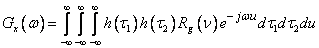 G_x(ω) = ∫_{-∞}^{∞} ∫_{-∞}^{∞} ∫_{-∞}^{∞} h(τ_1) h(τ_2) R_g(ν) e^{-jωu} dτ_1 dτ_2 du